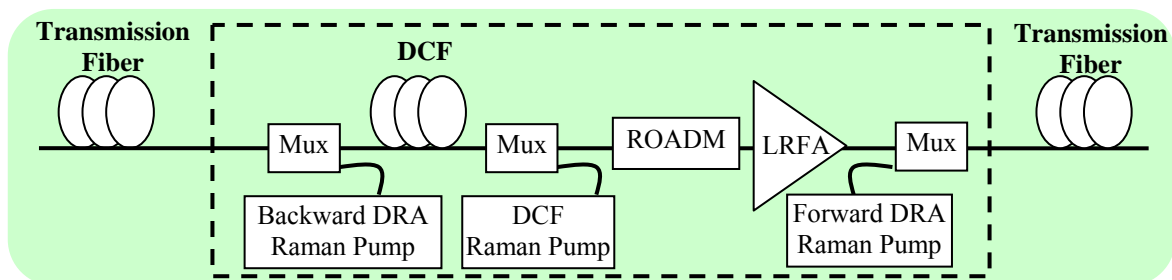 Transmission
Fiber
DCF
Transmission
Fiber
Mux
Mux
ROADM
LRFA
Mux
Backward DRA
Raman Pump
DCF
Raman Pump
Forward DRA
Raman Pump